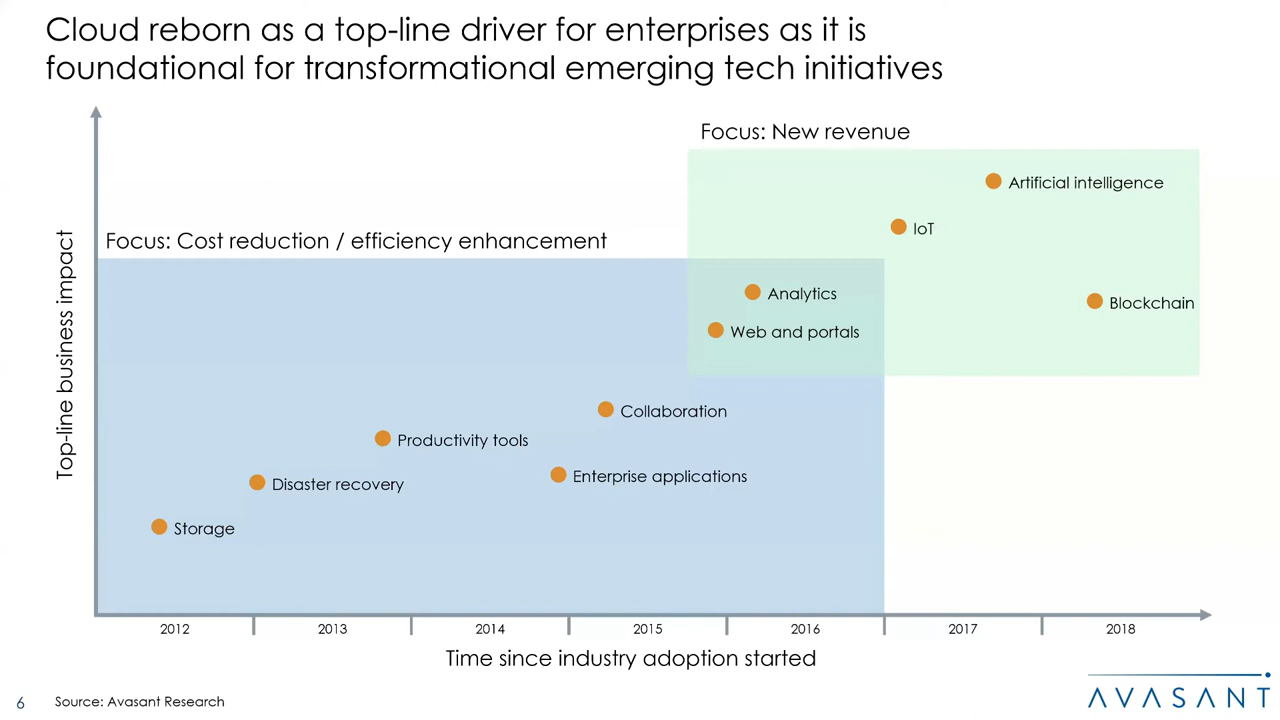 Cloud reborn as a top-line driver for enterprises as it is
foundational for transformational emerging tech initiatives
Focus: New revenue
Artificial intelligence
IoT
Focus: Cost reduction / efficiency enhancement
Analytics
Blockchain
Web and portals
Collaboration
Productivity tools
Enterprise applications
Disaster recovery
Storage
Top-line business impact
2012 2013 2014 2015 2016 2017 2018
Time since industry adoption started
6 Source: Avasant Research
AVASANT